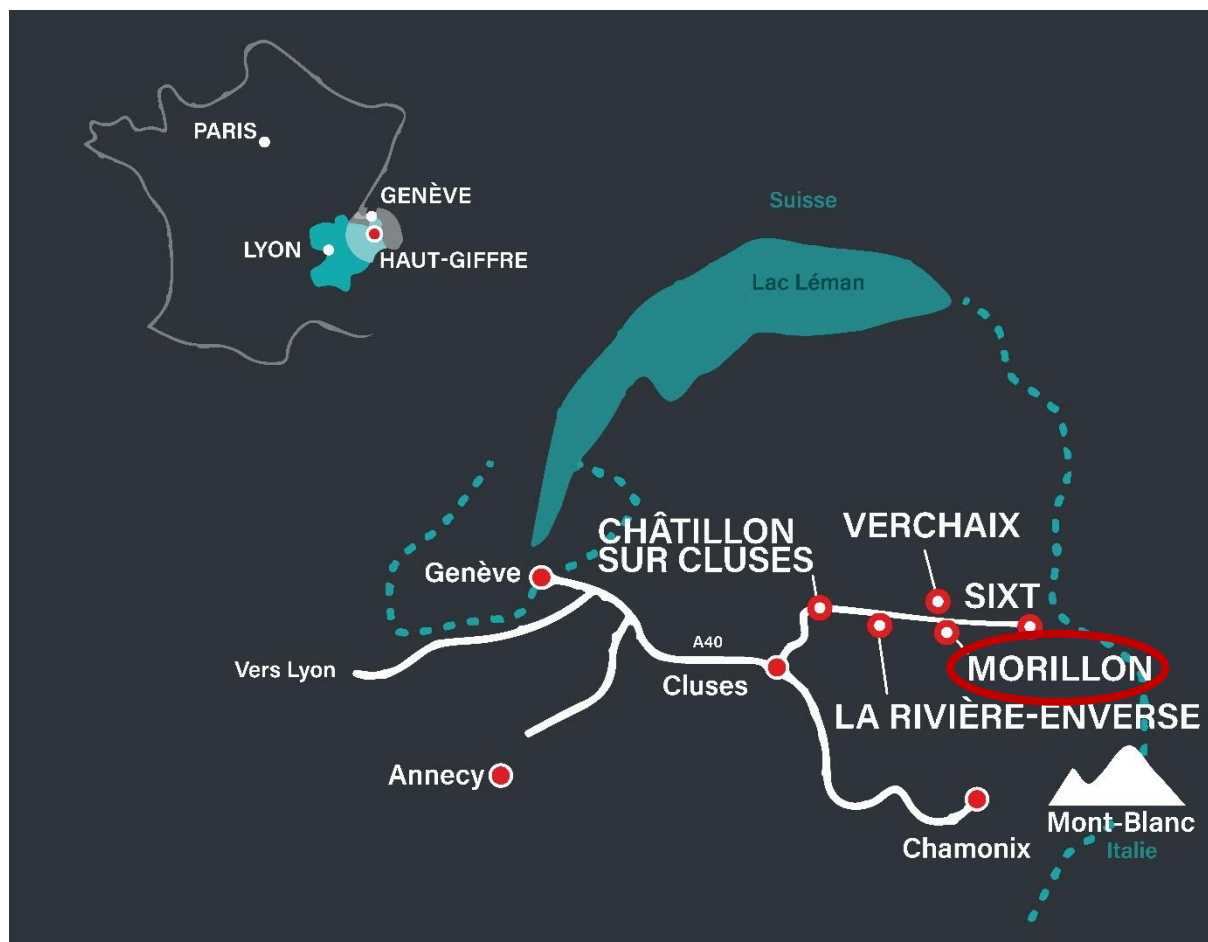 PARIS
GENÈVE
LYON
HAUT-GIFFRE
Suisse
Lac Léman
CHÂTILLON
SUR CLUSES
VERCHAIX
Genève
SIXT
A40
Vers Lyon
Cluses
MORILLON
LA RIVIÈRE-ENVERSE
Annecy
Mont-Blanc
Chamonix
Italie